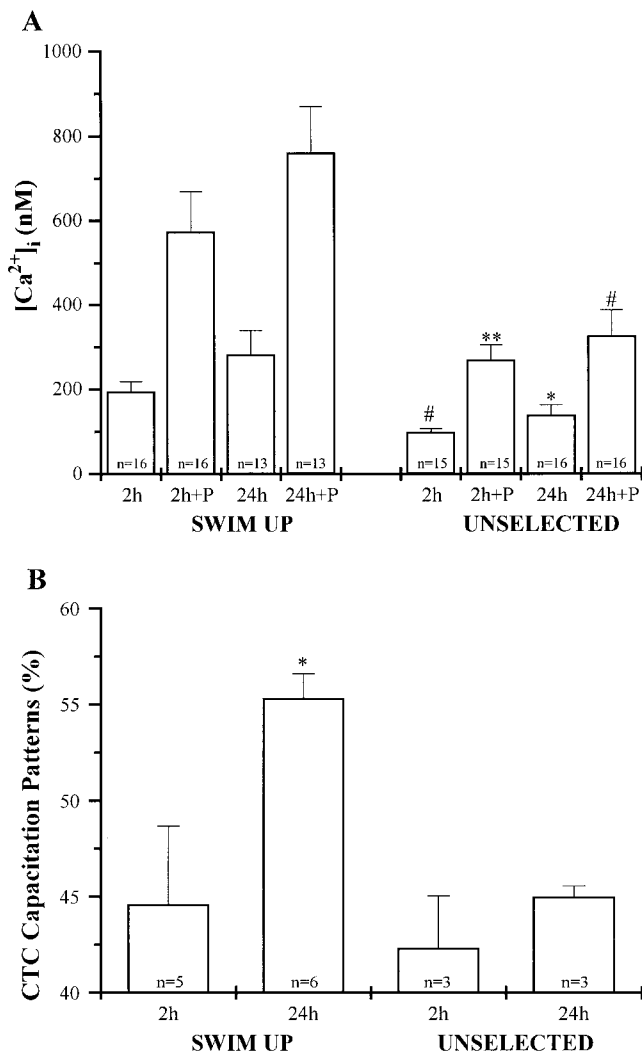 A
1000
800
600
400
200
0
[Ca2+]i (nM)
#
**
*
#
n=16
n=16
n=13
n=13
n=15
n=15
n=16
n=16
2h
2h+P
24h
24h+P
2h
2h+P
24h
24h+P
SWIM UP
UNSELECTED
B
60
55
50
45
40
CTC Capacitation Patterns (%)
*
n=5
n=6
n=3
n=3
2h
24h
2h
24h
SWIM UP
UNSELECTED